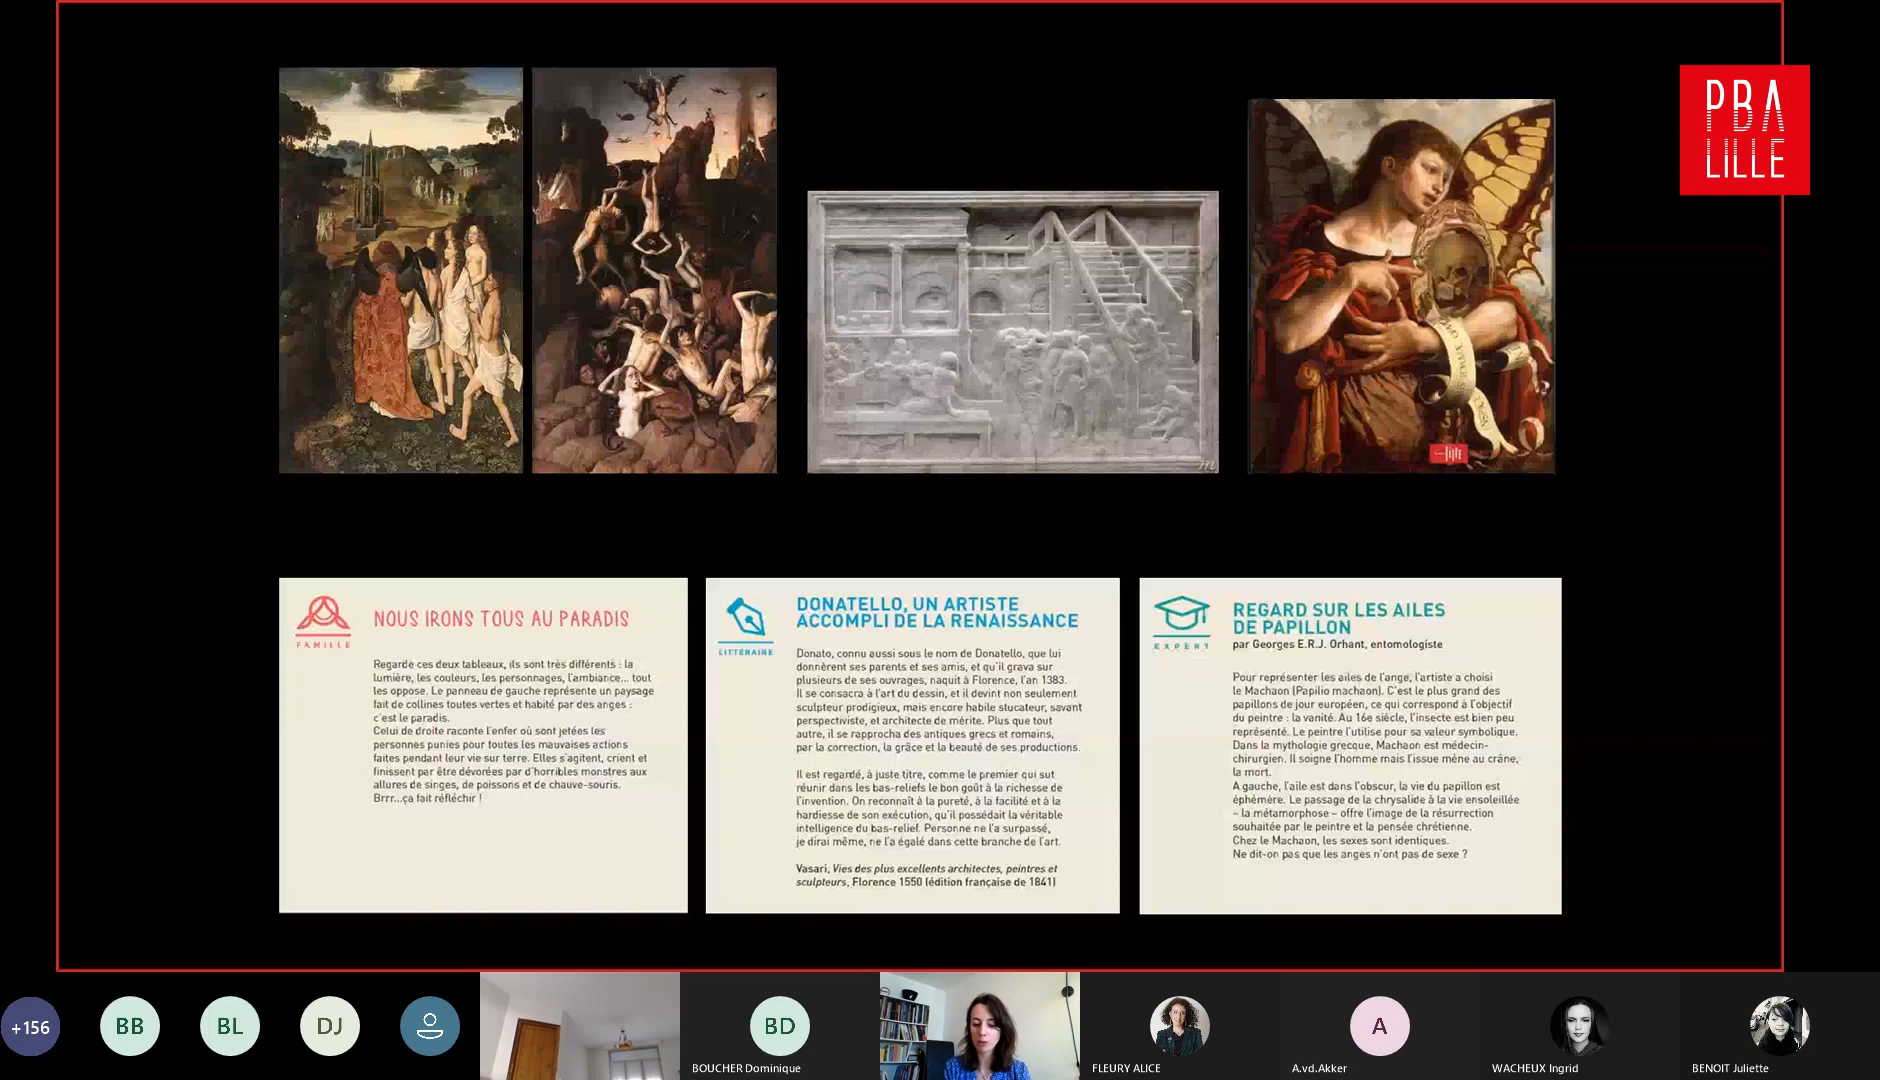 PBA
LILLE
lille
FAMILLE
NOUS IRONS TOUS AU PARADIS
Regarde ces deux tableaux, ils sont très différents : la
lumière, les couleurs, les personnages, l'ambiance... tout
les oppose. Le panneau de gauche représente un paysage
fait de collines toutes vertes et habité par des anges :
c'est le paradis.
Celui de droite raconte l'enfer où sont jetées les
personnes punies pour toutes les mauvaises actions
faites pendant leur vie sur terre. Elles s'agitent, crient et
finissent par être dévorées par d'horribles monstres aux
allures de singes, de poissons et de chauve-souris.
Brrr...ça fait réfléchir !
LITTÉRAIRE
DONATELLO, UN ARTISTE
ACCOMPLI DE LA RENAISSANCE
Donato, connu aussi sous le nom de Donatello, que lui
donnèrent ses parents et ses amis, et qu'il grava sur
plusieurs de ses ouvrages, naquit à Florence, l'an 1383.
Il se consacra à l'art du dessin, et il devint non seulement
sculpteur prodigieux, mais encore habile stucateur, savant
perspectiviste, et architecte de mérite. Plus que tout
autre, il se rapprocha des antiques grecs et romains,
par la correction, la grâce et la beauté de ses productions.
Il est regardé, à juste titre, comme le premier qui sut
réunir dans les bas-reliefs le bon goût à la richesse de
l'invention. On reconnaît à la pureté, à la facilité et à la
hardiesse de son exécution, qu'il possédait la véritable
intelligence du bas-relief. Personne ne l'a surpassé,
je dirai même, ne l'a égalé dans cette branche de l'art.
Vasari, Vies des plus excellents architectes, peintres et
sculpteurs, Florence 1550 (édition française de 1841)
EXPERT
REGARD SUR LES AILES
DE PAPILLON
par Georges E.R.J. Orhant, entomologiste
Pour représenter les ailes de l'ange, l'artiste a choisi
le Machaon (Papilio machaon). C'est le plus grand des
papillons de jour européen, ce qui correspond à l'objectif
du peintre : la vanité. Au 16e siècle, l'insecte est bien peu
représenté. Le peintre l'utilise pour sa valeur symbolique.
Dans la mythologie grecque, Machaon est médecin-
chirurgien. Il soigne l'homme mais l'issue mène au crâne,
la mort.
A gauche, l'aile est dans l'obscur, la vie du papillon est
éphémère. Le passage de la chrysalide à la vie ensoleillée
– la métamorphose – offre l'image de la résurrection
souhaitée par le peintre et la pensée chrétienne.
Chez le Machaon, les sexes sont identiques.
Ne dit-on pas que les anges n'ont pas de sexe ?
+156
BB
BL
DJ
BD
BOUCHER Dominique
FLEURY ALICE
A
A.vd.Akker
WACHEUX Ingrid
BENOIT Juliette